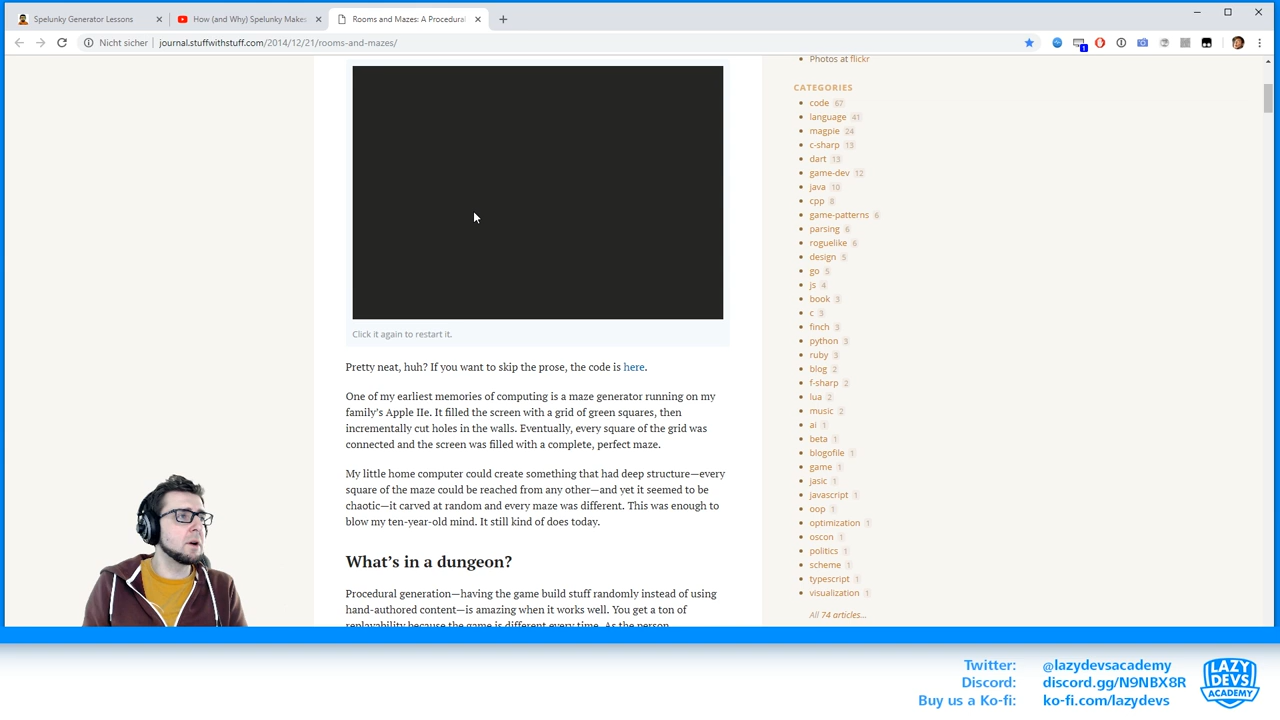 Spelunky Generator Lessons
How (and Why) Spelunky Makes
Rooms and Mazes: A Procedural
Nicht sicher
journal.stuffwithstuff.com/2014/12/21/rooms-and-mazes/
1
Photos at flickr
CATEGORIES
code 67
language 41
magpie 24
c-sharp 13
dart 13
game-dev 12
java 10
cpp 8
game-patterns 6
parsing 6
roguelike 6
design 5
go 5
js 4
book 3
c 3
finch 3
python 3
ruby 3
blog 2
f-sharp 2
lua 2
music 2
ai 1
beta 1
blogofile 1
game 1
jasic 1
javascript 1
oop 1
optimization 1
oscon 1
politics 1
scheme 1
typescript 1
visualization 1
All 74 articles...
Click it again to restart it.
Pretty neat, huh? If you want to skip the prose, the code is here.
One of my earliest memories of computing is a maze generator running on my
family's Apple IIe. It filled the screen with a grid of green squares, then
incrementally cut holes in the walls. Eventually, every square of the grid was
connected and the screen was filled with a complete, perfect maze.
My little home computer could create something that had deep structure—every
square of the maze could be reached from any other—and yet it seemed to be
chaotic—it carved at random and every maze was different. This was enough to
blow my ten-year-old mind. It still kind of does today.
What's in a dungeon?
Procedural generation—having the game build stuff randomly instead of using
hand-authored content—is amazing when it works well. You get a ton of
replayability because the game is different every time. As the person
Twitter: @lazydevsacademy
Discord: discord.gg/N9NBX8R
Buy us a Ko-fi: ko-fi.com/lazydevs
LAZY
DEVS
ACADEMY